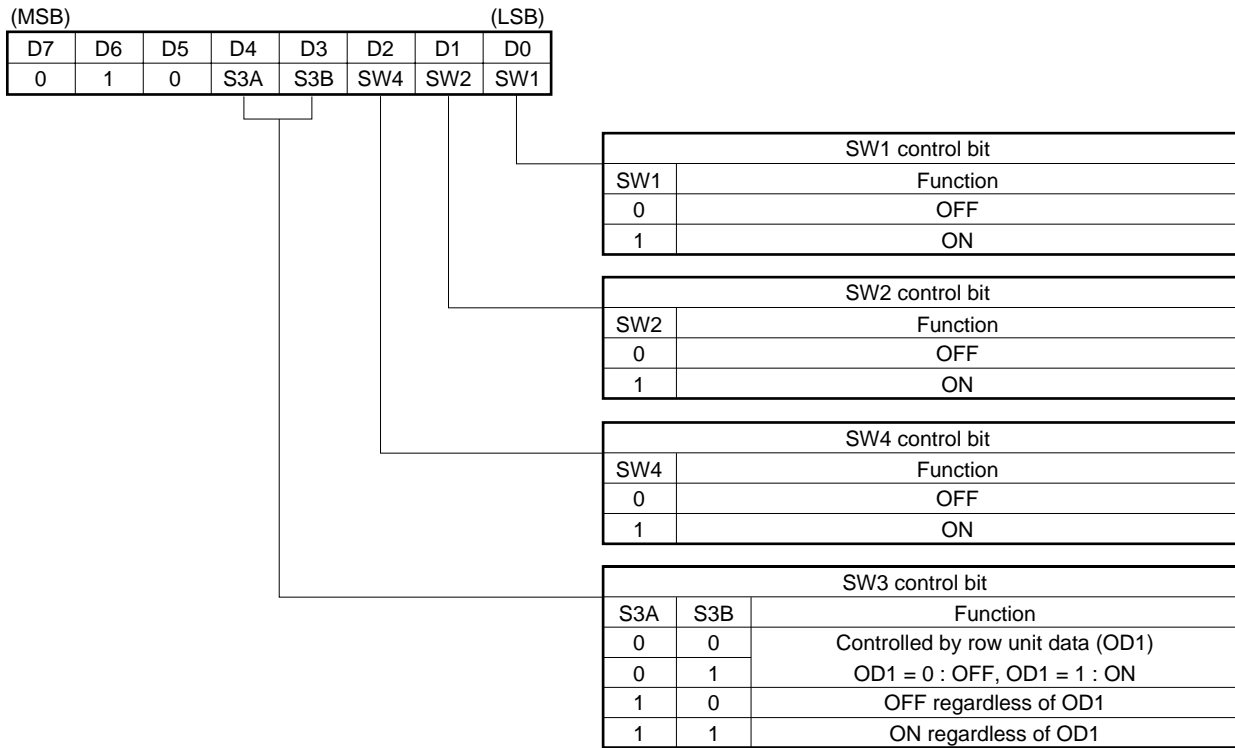 (MSB) (LSB)
D7 D6 D5 D4 D3 D2 D1 D0
0 1 0 S3A S3B SW4 SW2 SW1
SW1 control bit
SW1 Function
0 OFF
1 ON
SW2 control bit
SW2 Function
0 OFF
1 ON
SW4 control bit
SW4 Function
0 OFF
1 ON
SW3 control bit
S3A S3B Function
0 0 Controlled by row unit data (OD1)
0 1 OD1 = 0 : OFF, OD1 = 1 : ON
1 0 OFF regardless of OD1
1 1 ON regardless of OD1